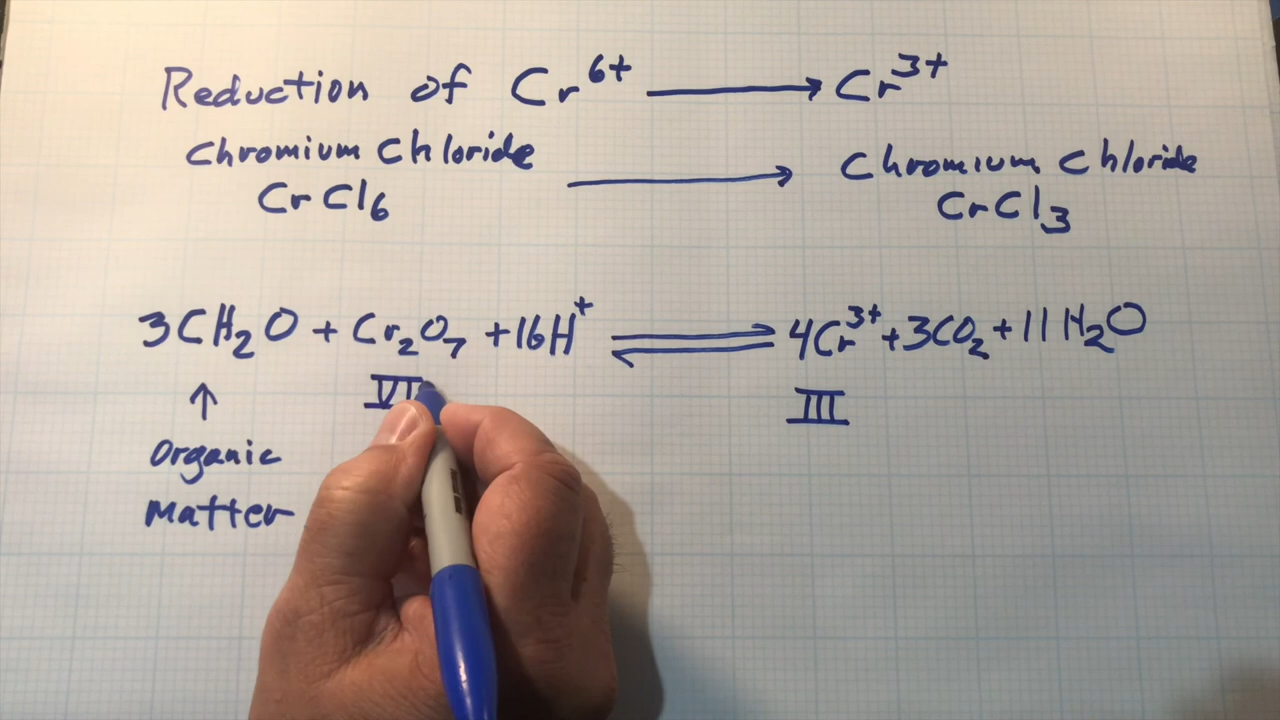 Reduction of Cr⁶⁺ ⟶ Cr³⁺
Chromium Chloride ⟶ Chromium Chloride
CrCl₆ CrCl₃
3CH₂O + Cr₂O₇ + 16H⁺ ⇌ 4Cr³⁺ + 3CO₂ + 11H₂O
VI III
↑
Organic
matter